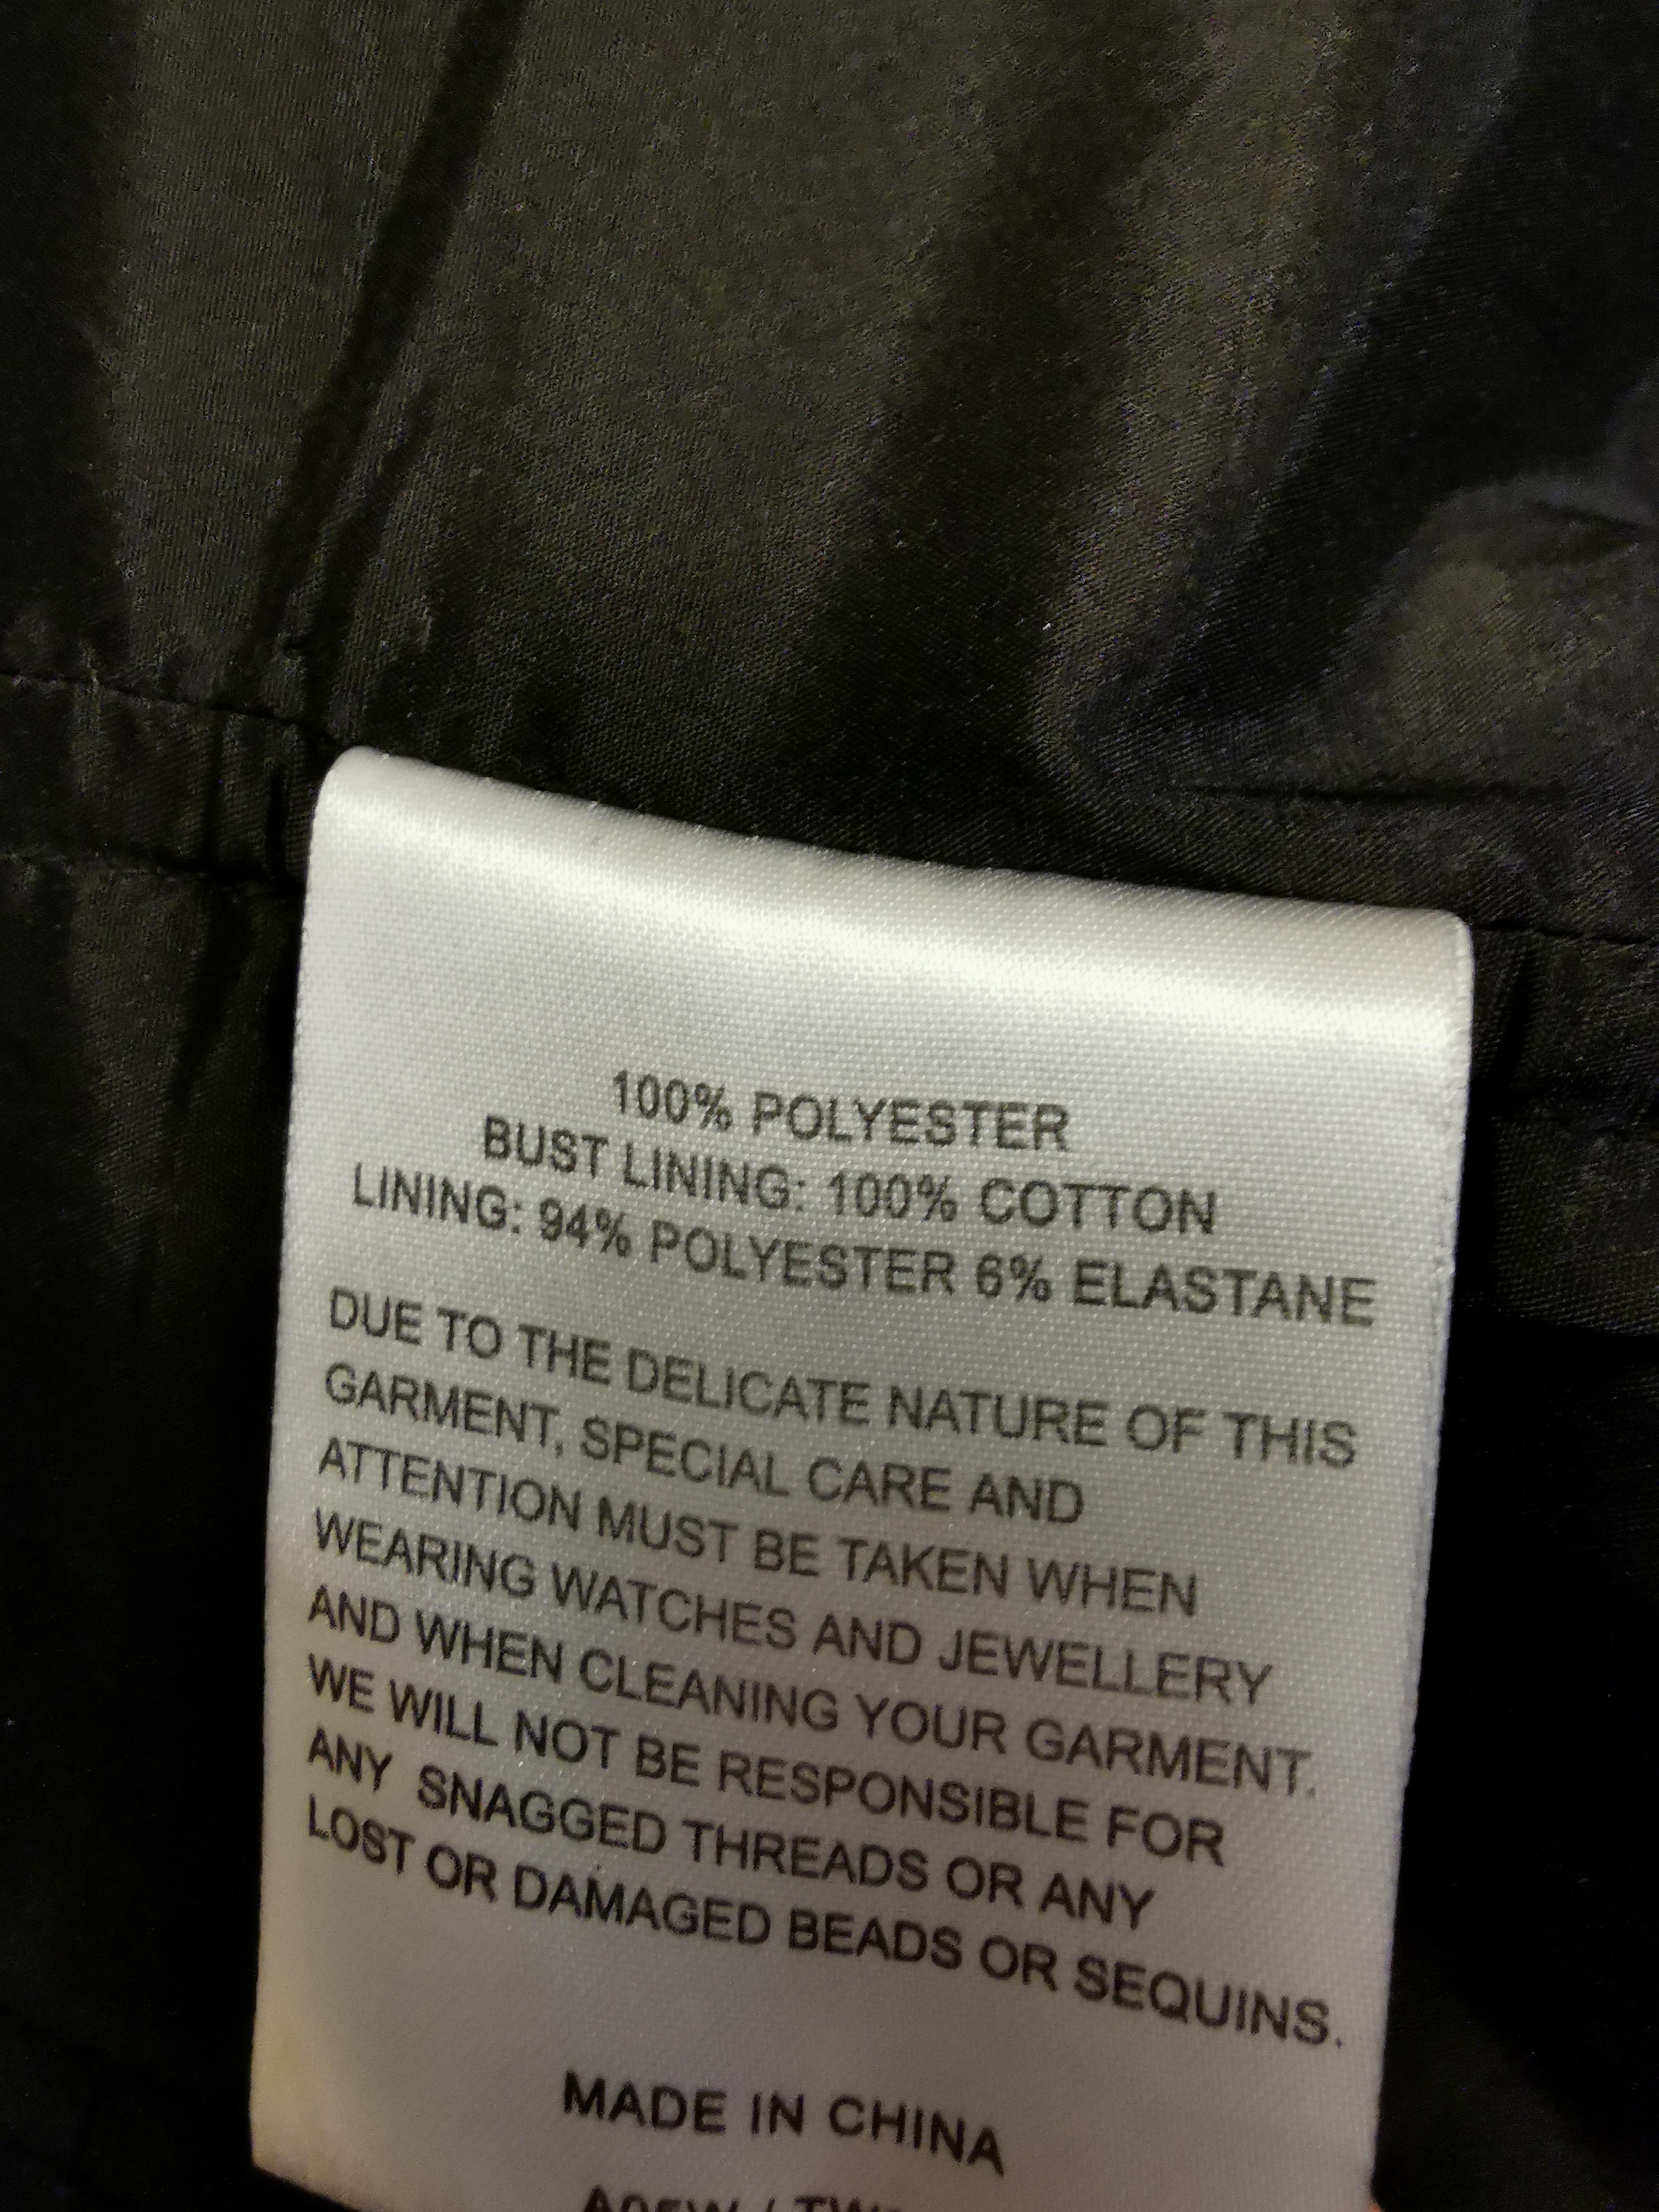 100% POLYESTER
BUST LINING: 100% COTTON
LINING: 94% POLYESTER 6% ELASTANE
DUE TO THE DELICATE NATURE OF THIS
GARMENT, SPECIAL CARE AND
ATTENTION MUST BE TAKEN WHEN
WEARING WATCHES AND JEWELLERY
AND WHEN CLEANING YOUR GARMENT.
WE WILL NOT BE RESPONSIBLE FOR
ANY SNAGGED THREADS OR ANY
LOST OR DAMAGED BEADS OR SEQUINS.
MADE IN CHINA